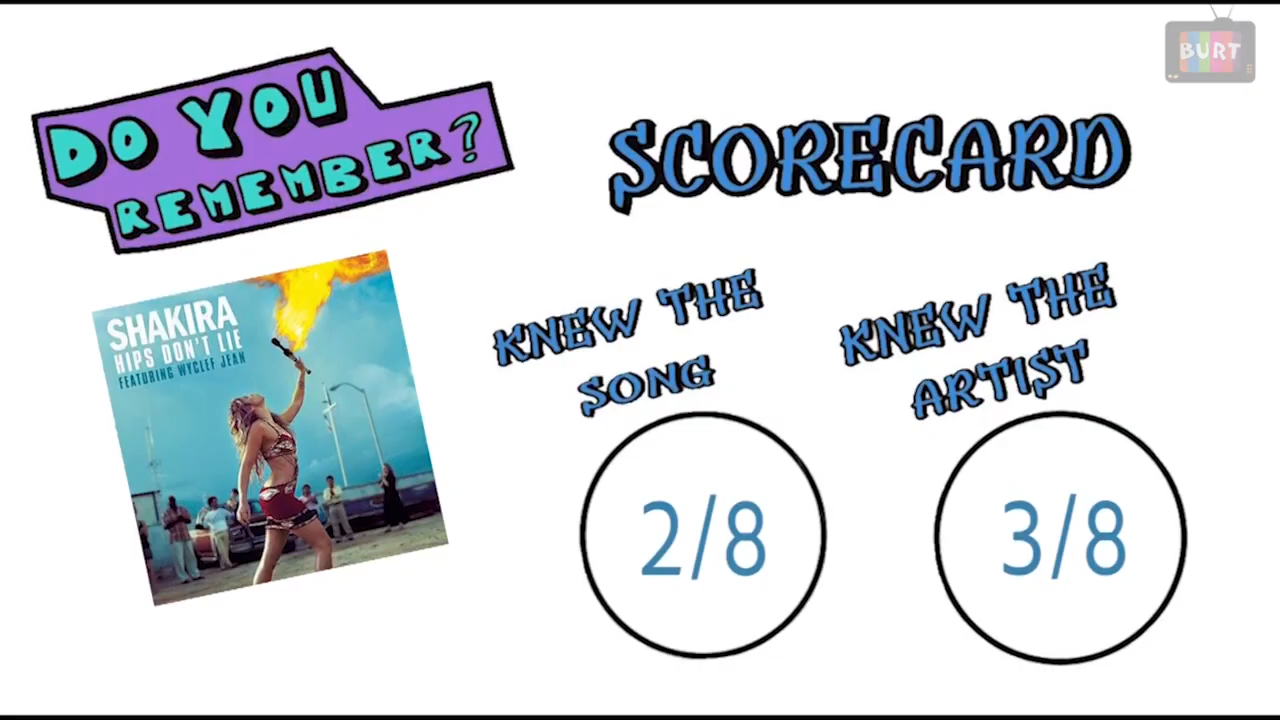 DO YOU
REMEMBER?
BURT
SCORECARD
SHAKIRA
HIPS DON'T LIE
FEATURING WYCLEF JEAN
KNEW THE
SONG
2/8
KNEW THE
ARTIST
3/8